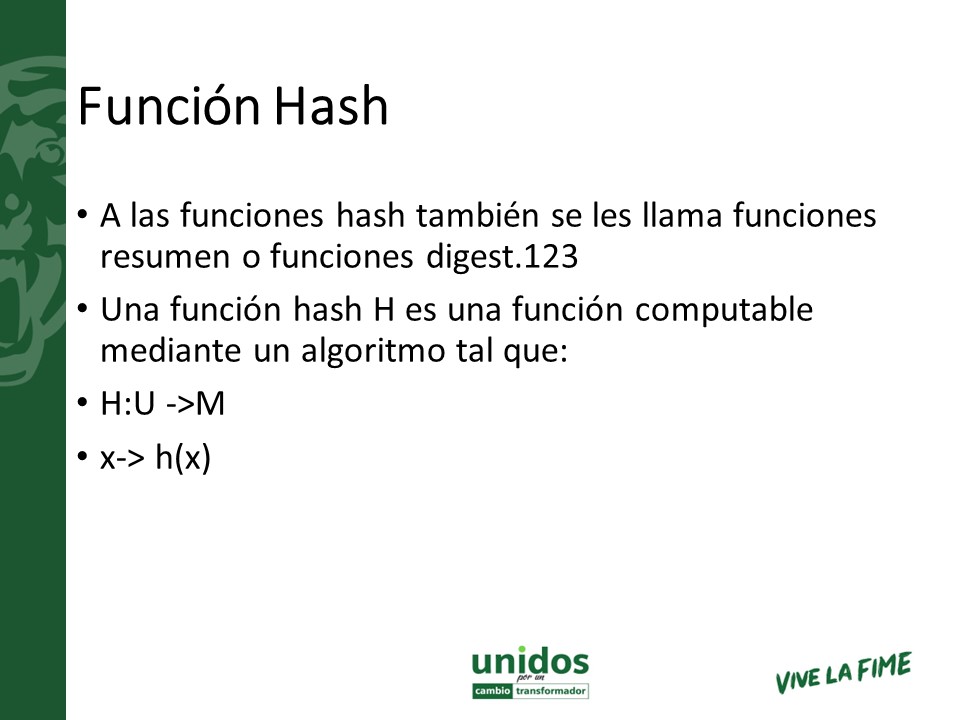 Función Hash
• A las funciones hash también se les llama funciones
resumen o funciones digest.123
• Una función hash H es una función computable
mediante un algoritmo tal que:
• H:U ->M
• x-> h(x)
unidos
por un
cambio transformador
VIVE LA FIME